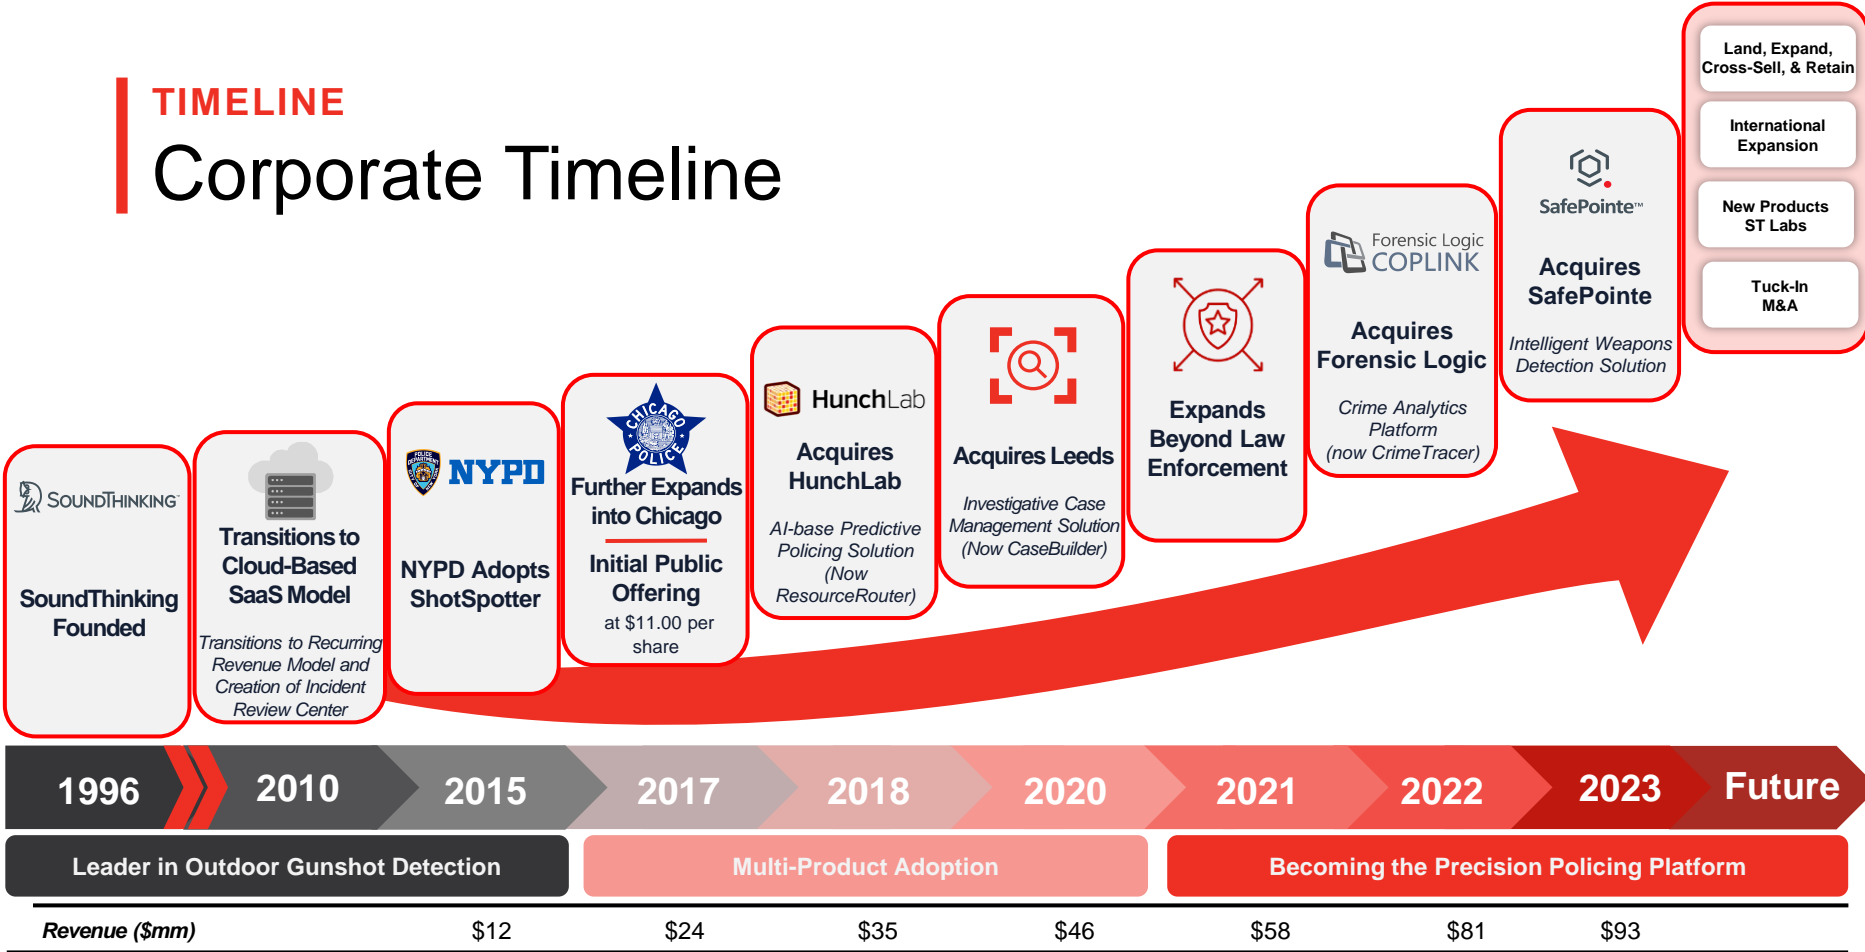 TIMELINE
Corporate Timeline
SOUNDTHINKING
SoundThinking
Founded
Transitions to
Cloud-Based
SaaS Model
Transitions to Recurring
Revenue Model and
Creation of Incident
Review Center
POLICE
DEPARTMENT
NYPD
NYPD Adopts
ShotSpotter
CHICAGO
POLICE
Further Expands
into Chicago
Initial Public
Offering
at $11.00 per
share
HunchLab
Acquires
HunchLab
AI-base Predictive
Policing Solution
(Now
ResourceRouter)
Acquires Leeds
Investigative Case
Management Solution
(Now CaseBuilder)
Expands
Beyond Law
Enforcement
Forensic Logic
COPLINK
Acquires
Forensic Logic
Crime Analytics
Platform
(now CrimeTracer)
SafePointe™
Acquires
SafePointe
Intelligent Weapons
Detection Solution
Land, Expand,
Cross-Sell, & Retain
International
Expansion
New Products
ST Labs
Tuck-In
M&A
1996 2010 2015 2017 2018 2020 2021 2022 2023 Future
Leader in Outdoor Gunshot Detection Multi-Product Adoption Becoming the Precision Policing Platform
Revenue ($mm) $12 $24 $35 $46 $58 $81 $93